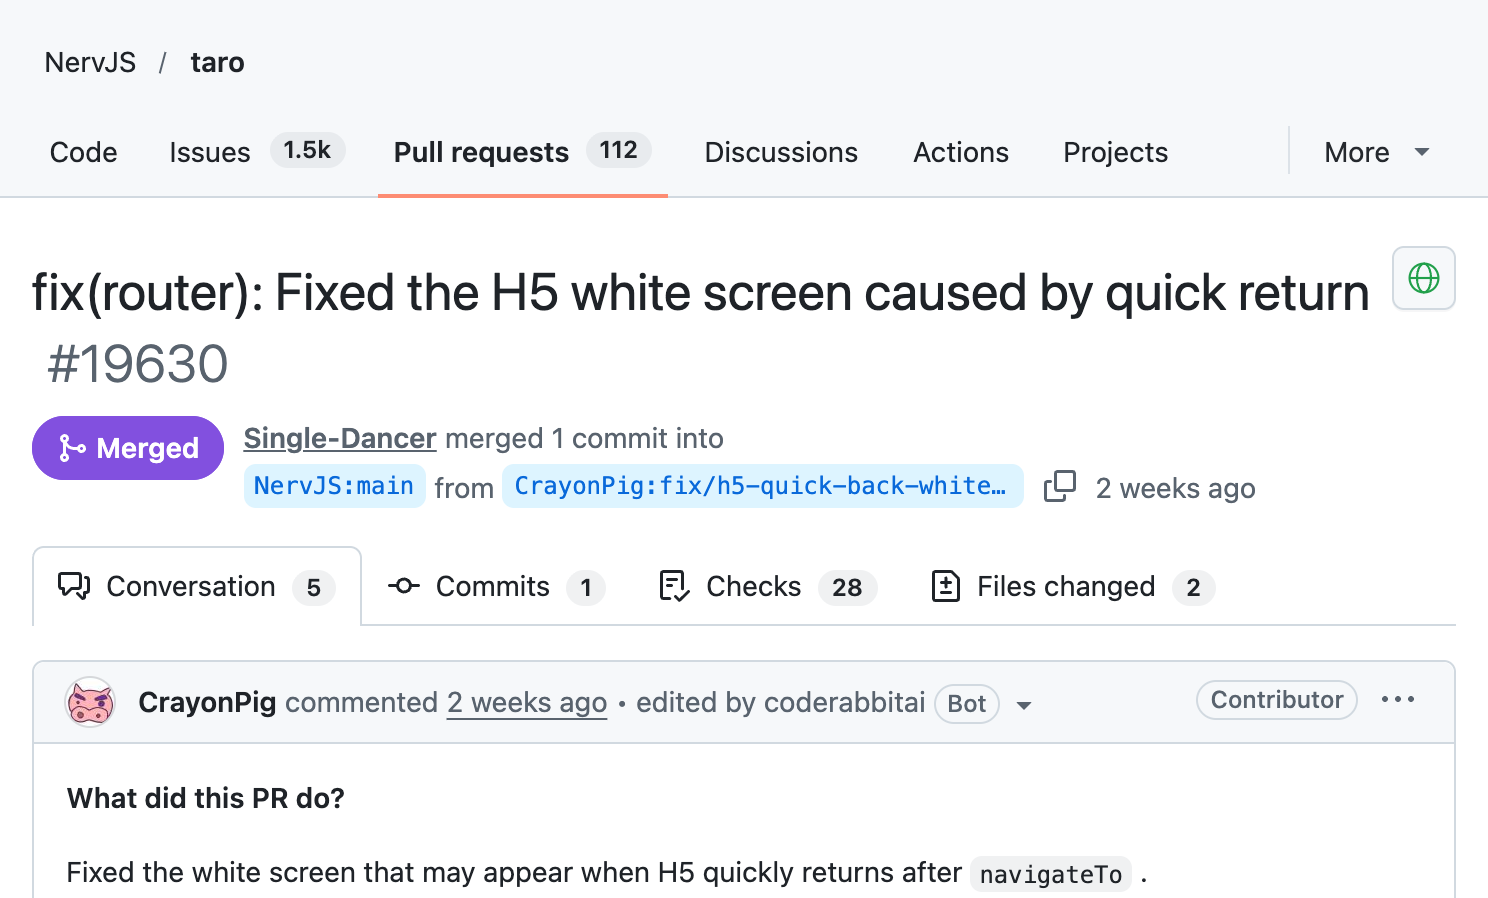 NervJS / taro
Code Issues 1.5k Pull requests 112 Discussions Actions Projects More
fix(router): Fixed the H5 white screen caused by quick return
#19630
Merged Single-Dancer merged 1 commit into
NervJS:main from CrayonPig:fix/h5-quick-back-white… 2 weeks ago
Conversation 5 Commits 1 Checks 28 Files changed 2
CrayonPig commented 2 weeks ago • edited by coderabbitai Bot Contributor
What did this PR do?
Fixed the white screen that may appear when H5 quickly returns after navigateTo .